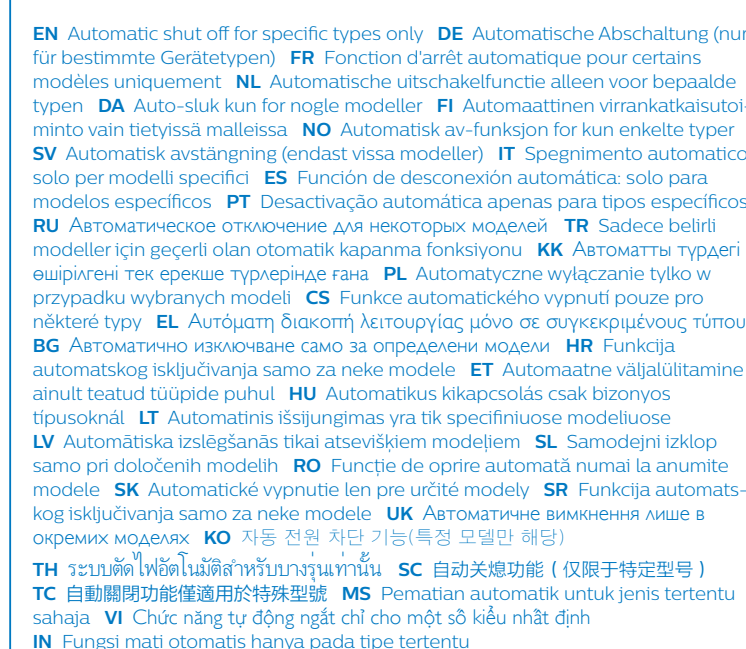 EN Automatic shut off for specific types only DE Automatische Abschaltung (nur
für bestimmte Gerätetypen) FR Fonction d'arrêt automatique pour certains
modèles uniquement NL Automatische uitschakelfunctie alleen voor bepaalde
typen DA Auto-sluk kun for nogle modeller FI Automaattinen virrankatkaisutoi-
minto vain tietyissä malleissa NO Automatisk av-funksjon for kun enkelte typer
SV Automatisk avstängning (endast vissa modeller) IT Spegnimento automatico
solo per modelli specifici ES Función de desconexión automática: solo para
modelos específicos PT Desactivação automática apenas para tipos específicos
RU Автоматическое отключение для некоторых моделей TR Sadece belirli
modeller için geçerli olan otomatik kapanma fonksiyonu KK Автоматты түрдегі
өшірілгені тек ерекше түрлерінде ғана PL Automatyczne wyłączanie tylko w
przypadku wybranych modeli CS Funkce automatického vypnutí pouze pro
některé typy EL Αυτόματη διακοπή λειτουργίας μόνο σε συγκεκριμένους τύπου
BG Автоматично изключване само за определени модели HR Funkcija
automatskog isključivanja samo za neke modele ET Automaatne väljalülitamine
ainult teatud tüüpide puhul HU Automatikus kikapcsolás csak bizonyos
típusoknál LT Automatinis išsijungimas yra tik specifiniuose modeliuose
LV Automātiska izslēgšanās tikai atsevišķiem modeļiem SL Samodejni izklop
samo pri določenih modelih RO Funcţie de oprire automată numai la anumite
modele SK Automatické vypnutie len pre určité modely SR Funkcija automats-
kog isključivanja samo za neke modele UK Автоматичне вимкнення лише в
окремих моделях KO 자동 전원 차단 기능(특정 모델만 해당)
TH ระบบตัดไฟอัตโนมัติสำหรับบางรุ่นเท่านั้น SC 自动关熄功能（仅限于特定型号）
TC 自動關閉功能僅適用於特殊型號 MS Pematian automatik untuk jenis tertentu
sahaja VI Chức năng tự động ngắt chỉ cho một số kiểu nhất định
IN Fungsi mati otomatis hanya pada tipe tertentu